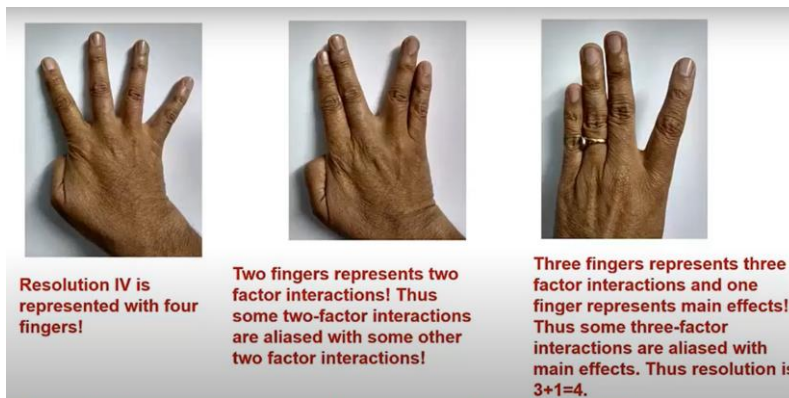 Resolution IV is
represented with four
fingers!
Two fingers represents two
factor interactions! Thus
some two-factor interactions
are aliased with some other
two factor interactions!
Three fingers represents three
factor interactions and one
finger represents main effects!
Thus some three-factor
interactions are aliased with
main effects. Thus resolution is
3+1=4.